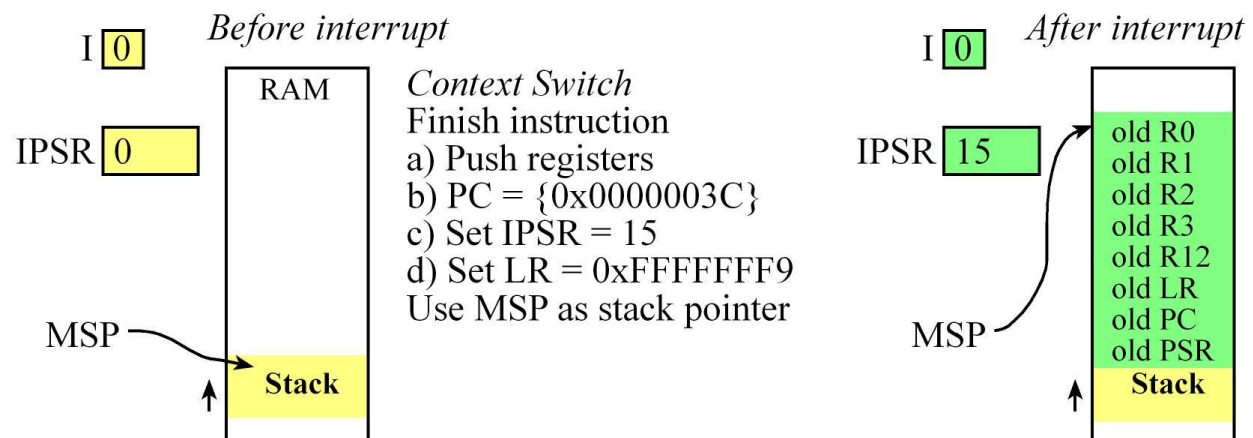 Before interrupt
I 0
RAM
IPSR 0
MSP
Stack
Context Switch
Finish instruction
a) Push registers
b) PC = {0x0000003C}
c) Set IPSR = 15
d) Set LR = 0xFFFFFFF9
Use MSP as stack pointer
After interrupt
I 0
IPSR 15
MSP
old R0
old R1
old R2
old R3
old R12
old LR
old PC
old PSR
Stack